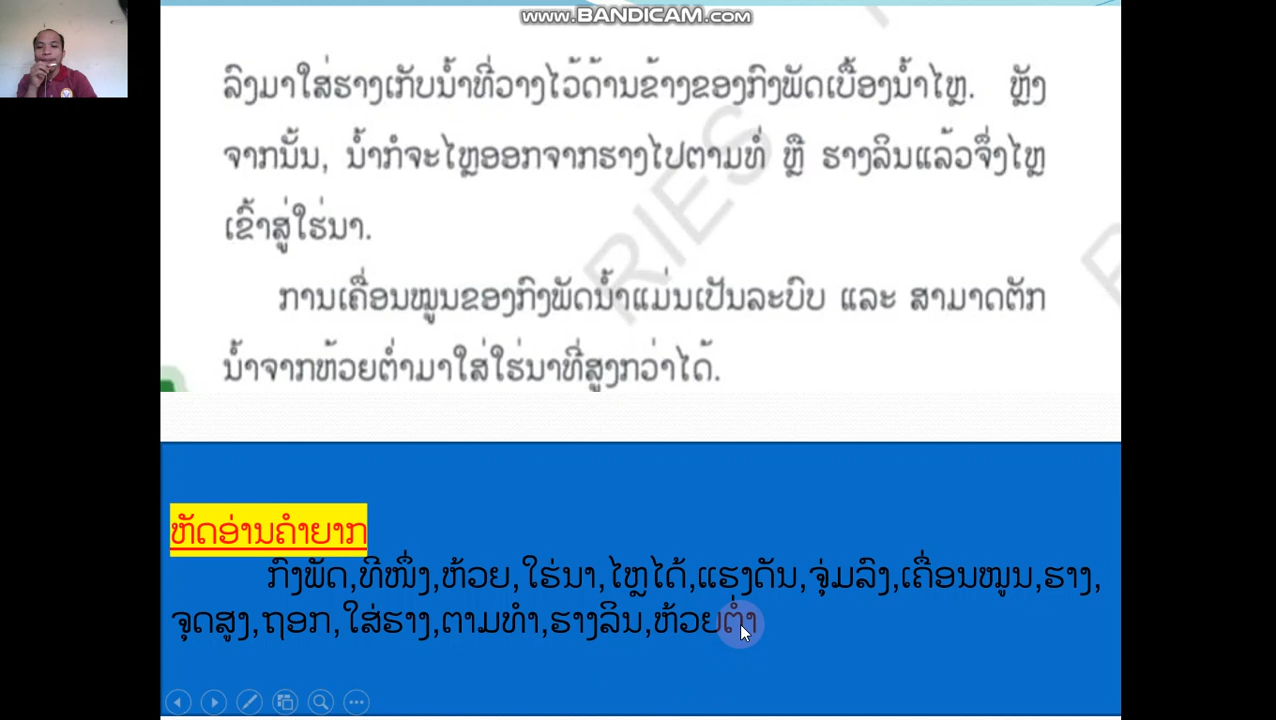 WWW.BANDICAM.COM
ລົງມາໃສ່ຮາງເກັບນ້ຳທີ່ວາງໄວ້ດ້ານຂ້າງຂອງກົງພັດເບື້ອງນ້ຳໄຫຼ. ຫຼັງ
ຈາກນັ້ນ, ນ້ຳກໍຈະໄຫຼອອກຈາກຮາງໄປຕາມທໍ່ ຫຼື ຮາງລິນແລ້ວຈຶ່ງໄຫຼ
ເຂົ້າສູ່ໃຮ່ນາ.
ການເຄື່ອນໝູນຂອງກົງພັດນ້ຳແມ່ນເປັນລະບົບ ແລະ ສາມາດຕັກ
ນ້ຳຈາກຫ້ວຍຕ່ຳມາໃສ່ໃຮ່ນາທີ່ສູງກວ່າໄດ້.
RIES
ຫັດອ່ານຄຳຍາກ
ກົງພັດ,ທີໜຶ່ງ,ຫ້ວຍ,ໃຮ່ນາ,ໄຫຼໄດ້,ແຮງດັນ,ຈຸ່ມລົງ,ເຄື່ອນໝູນ,ຮາງ,
ຈຸດສູງ,ຖອກ,ໃສ່ຮາງ,ຕາມທຳ,ຮາງລິນ,ຫ້ວຍຕ່ຳ